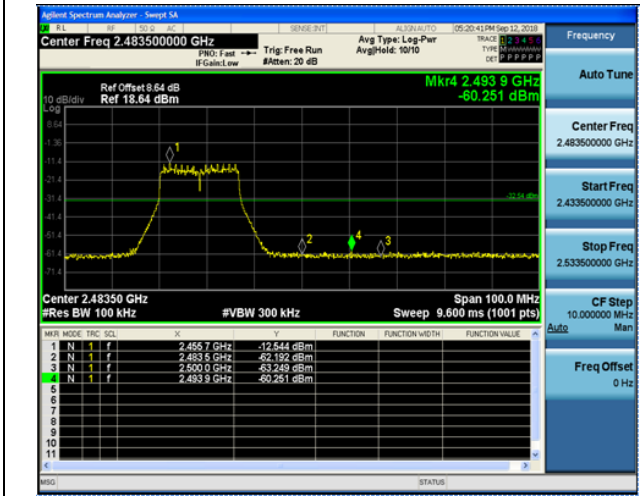 Agilent Spectrum Analyzer - Swept SA
RL RF 50 Ω AC SENSE:INT ALIGN AUTO 05:20:41 PM Sep 12, 2018
Center Freq 2.483500000 GHz Avg Type: Log-Pwr TRACE 1 2 3 4 5 6 Frequency
PNO: Fast Trig: Free Run Avg|Hold: 10/10 TYPE
IFGain:Low #Atten: 20 dB DET P P P P P P
Auto Tune
Ref Offset 8.64 dB Mkr4 2.493 9 GHz
10 dB/div Ref 18.64 dBm -60.251 dBm
Log
8.64
-1.36
-11.4
-21.4
-31.4
-41.4
-51.4
-61.4
-71.4
1
-32.54 dBm
2
4
3
Center Freq
2.483500000 GHz
Start Freq
2.433500000 GHz
Stop Freq
2.533500000 GHz
Center 2.48350 GHz Span 100.0 MHz
#Res BW 100 kHz #VBW 300 kHz Sweep 9.600 ms (1001 pts)
CF Step
10.000000 MHz
Auto Man
Freq Offset
0 Hz
MKR MODE TRC SCL X Y FUNCTION FUNCTION WIDTH FUNCTION VALUE
1 N 1 f 2.455 7 GHz -12.544 dBm
2 N 1 f 2.483 5 GHz -62.192 dBm
3 N 1 f 2.500 0 GHz -63.249 dBm
4 N 1 f 2.493 9 GHz -60.251 dBm
5
6
7
8
9
10
11
MSG STATUS